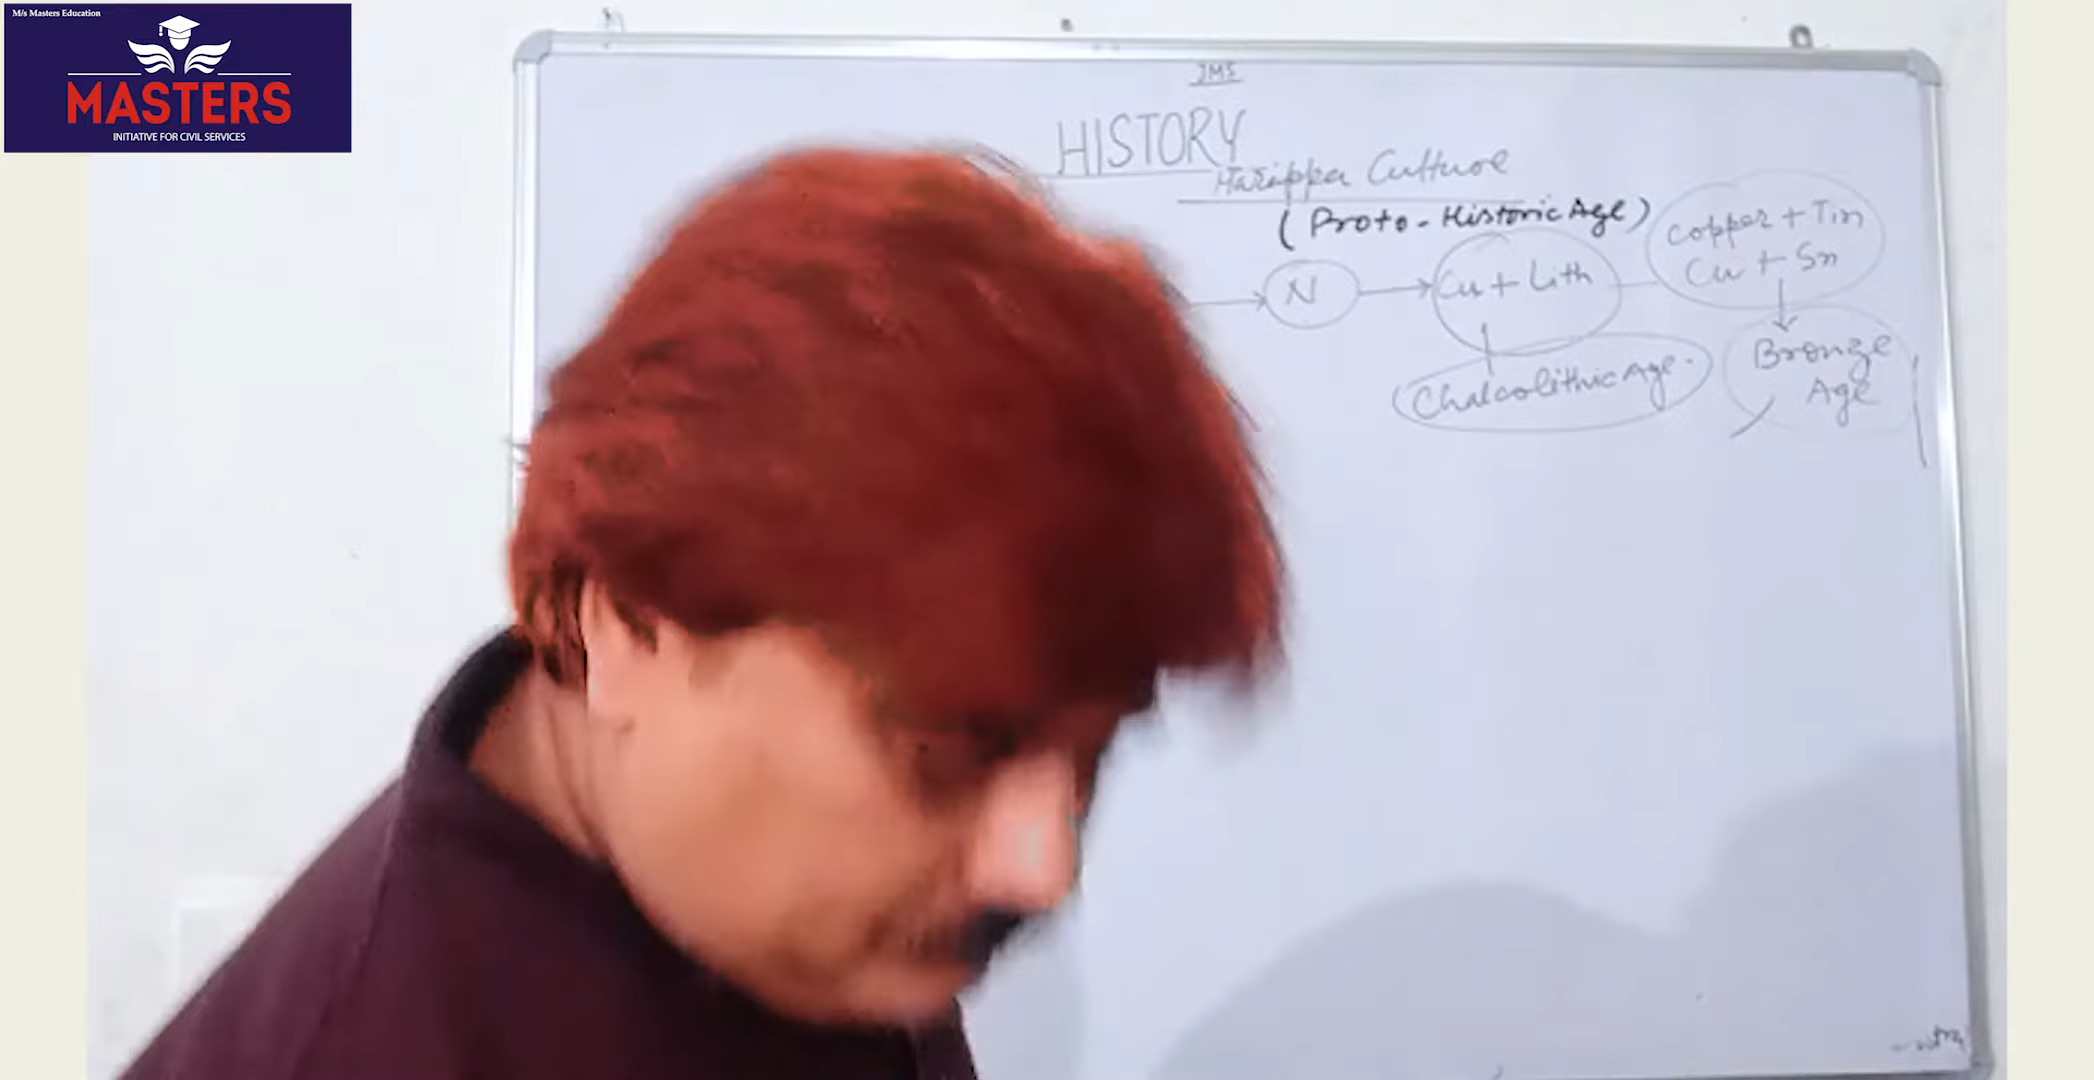 M/s Masters Education
MASTERS
INITIATIVE FOR CIVIL SERVICES
JMS
HISTORY
Harappa Culture
(Proto-Historic Age)
N
Cu + Lith
Copper + Tin
Cu + Sn
Chalcolithic Age.
Bronze
Age